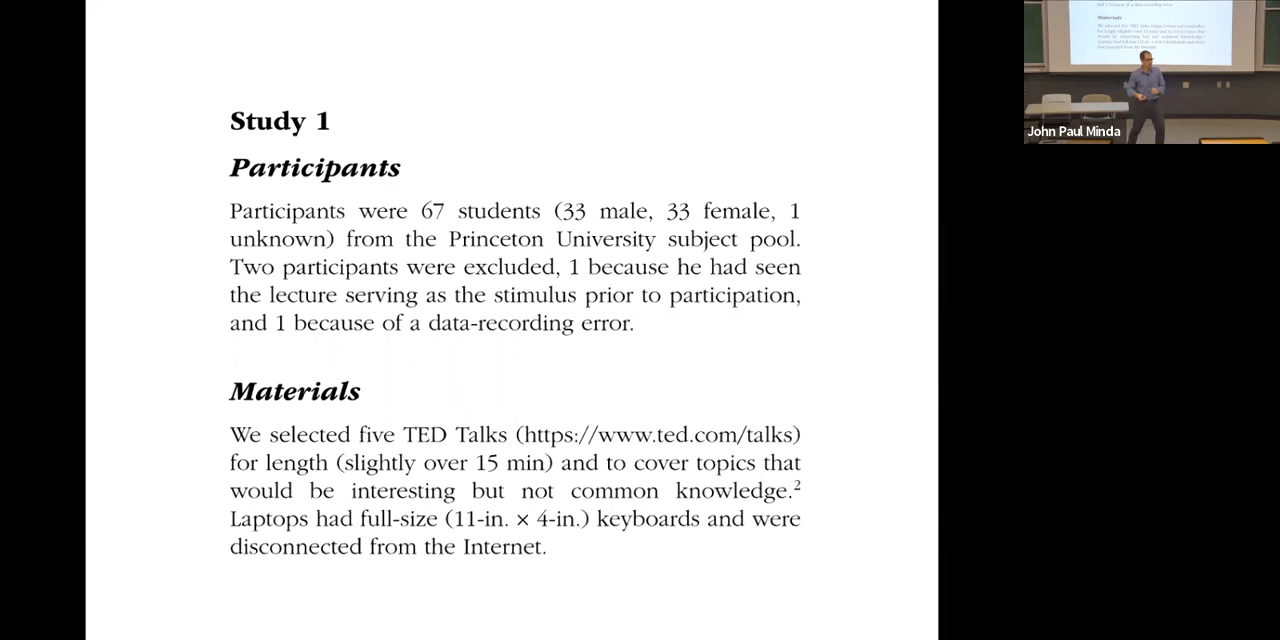 Study 1
Participants
Participants were 67 students (33 male, 33 female, 1
unknown) from the Princeton University subject pool.
Two participants were excluded, 1 because he had seen
the lecture serving as the stimulus prior to participation,
and 1 because of a data-recording error.
Materials
We selected five TED Talks (https://www.ted.com/talks)
for length (slightly over 15 min) and to cover topics that
would be interesting but not common knowledge.²
Laptops had full-size (11-in. × 4-in.) keyboards and were
disconnected from the Internet.
Materials
John Paul Minda